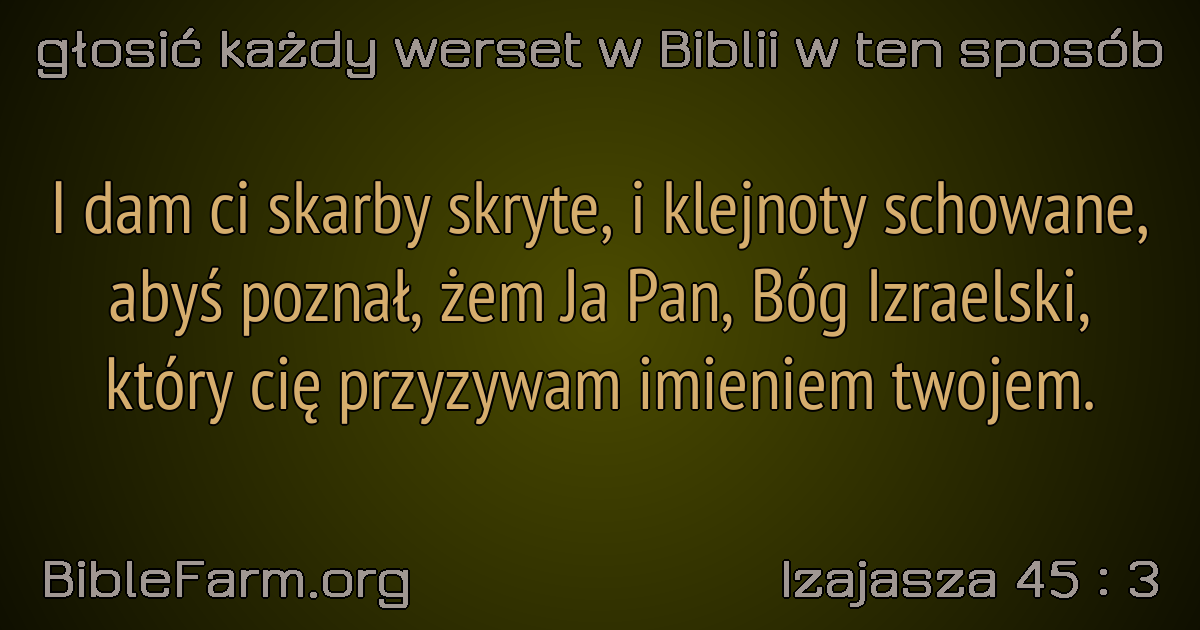 głosić każdy werset w Biblii w ten sposób
I dam ci skarby skryte, i klejnoty schowane,
abyś poznał, żem Ja Pan, Bóg Izraelski,
który cię przyzywam imieniem twojem.
BibleFarm.org
Izajasza 45 : 3